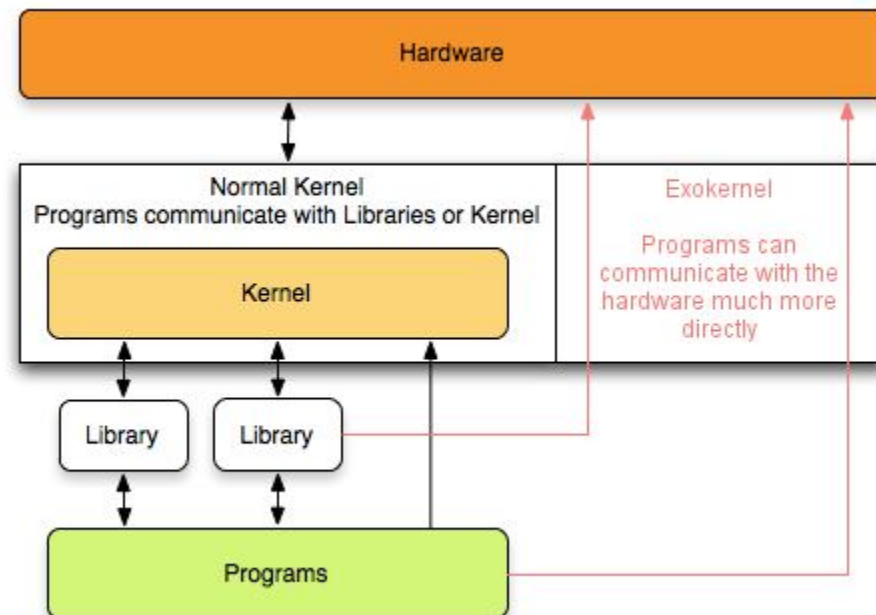 Hardware
Normal Kernel
Programs communicate with Libraries or Kernel
Kernel
Exokernel
Programs can
communicate with the
hardware much more
directly
Library
Library
Programs